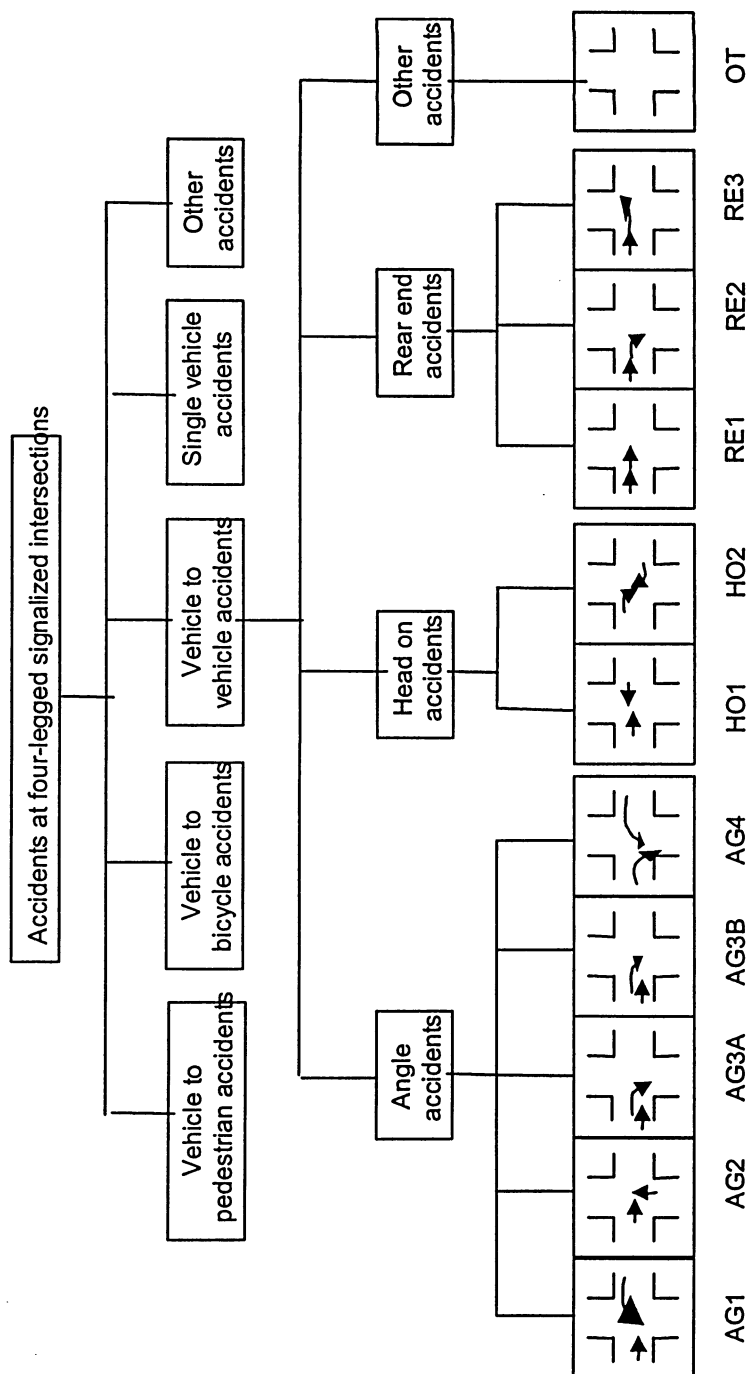 Accidents at four-legged signalized intersections
Vehicle to
pedestrian accidents
Vehicle to
bicycle accidents
Vehicle to
vehicle accidents
Single vehicle
accidents
Other
accidents
Angle
accidents
Head on
accidents
Rear end
accidents
Other
accidents
AG1
AG2
AG3A
AG3B
AG4
HO1
HO2
RE1
RE2
RE3
OT